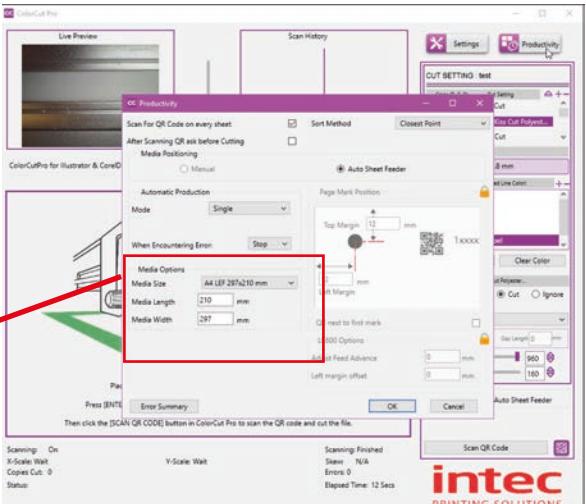 ColorCut Pro
Live Preview
Scan History
Settings
Productivity
CUT SETTING : test
Cut
Kiss Cut Polyest...
Cut
.8 mm
Clear Color
Cut
Ignore
Gap Length 0 mm
960
160
Auto Sheet Feeder
Scan QR Code
ColorCutPro for Illustrator & CorelD
Productivity
Scan For QR Code on every sheet
Sort Method
Closest Point
After Scanning QR ask before Cutting
Media Positioning
Manual
Auto Sheet Feeder
Automatic Production
Mode
Single
When Encountering Error:
Stop
Page Mark Position
Top Margin 12 mm
1xxxx
mm
Left Margin
Media Options
Media Size
A4 LEF 297x210 mm
Media Length
210 mm
Media Width
297 mm
QR next to first mark
Options
Feed Advance
0 mm
Left margin offset
0 mm
Error Summary
OK
Cancel
Press [ENTE
Then click the [SCAN QR CODE] button in ColorCut Pro to scan the QR code and cut the file.
Scanning: On
X-Scale: Wait
Copies Cut: 0
Status:
Y-Scale: Wait
Scanning: Finished
Skew: N/A
Errors: 0
Elapsed Time: 12 Secs
intec
PRINTING SOLUTIONS